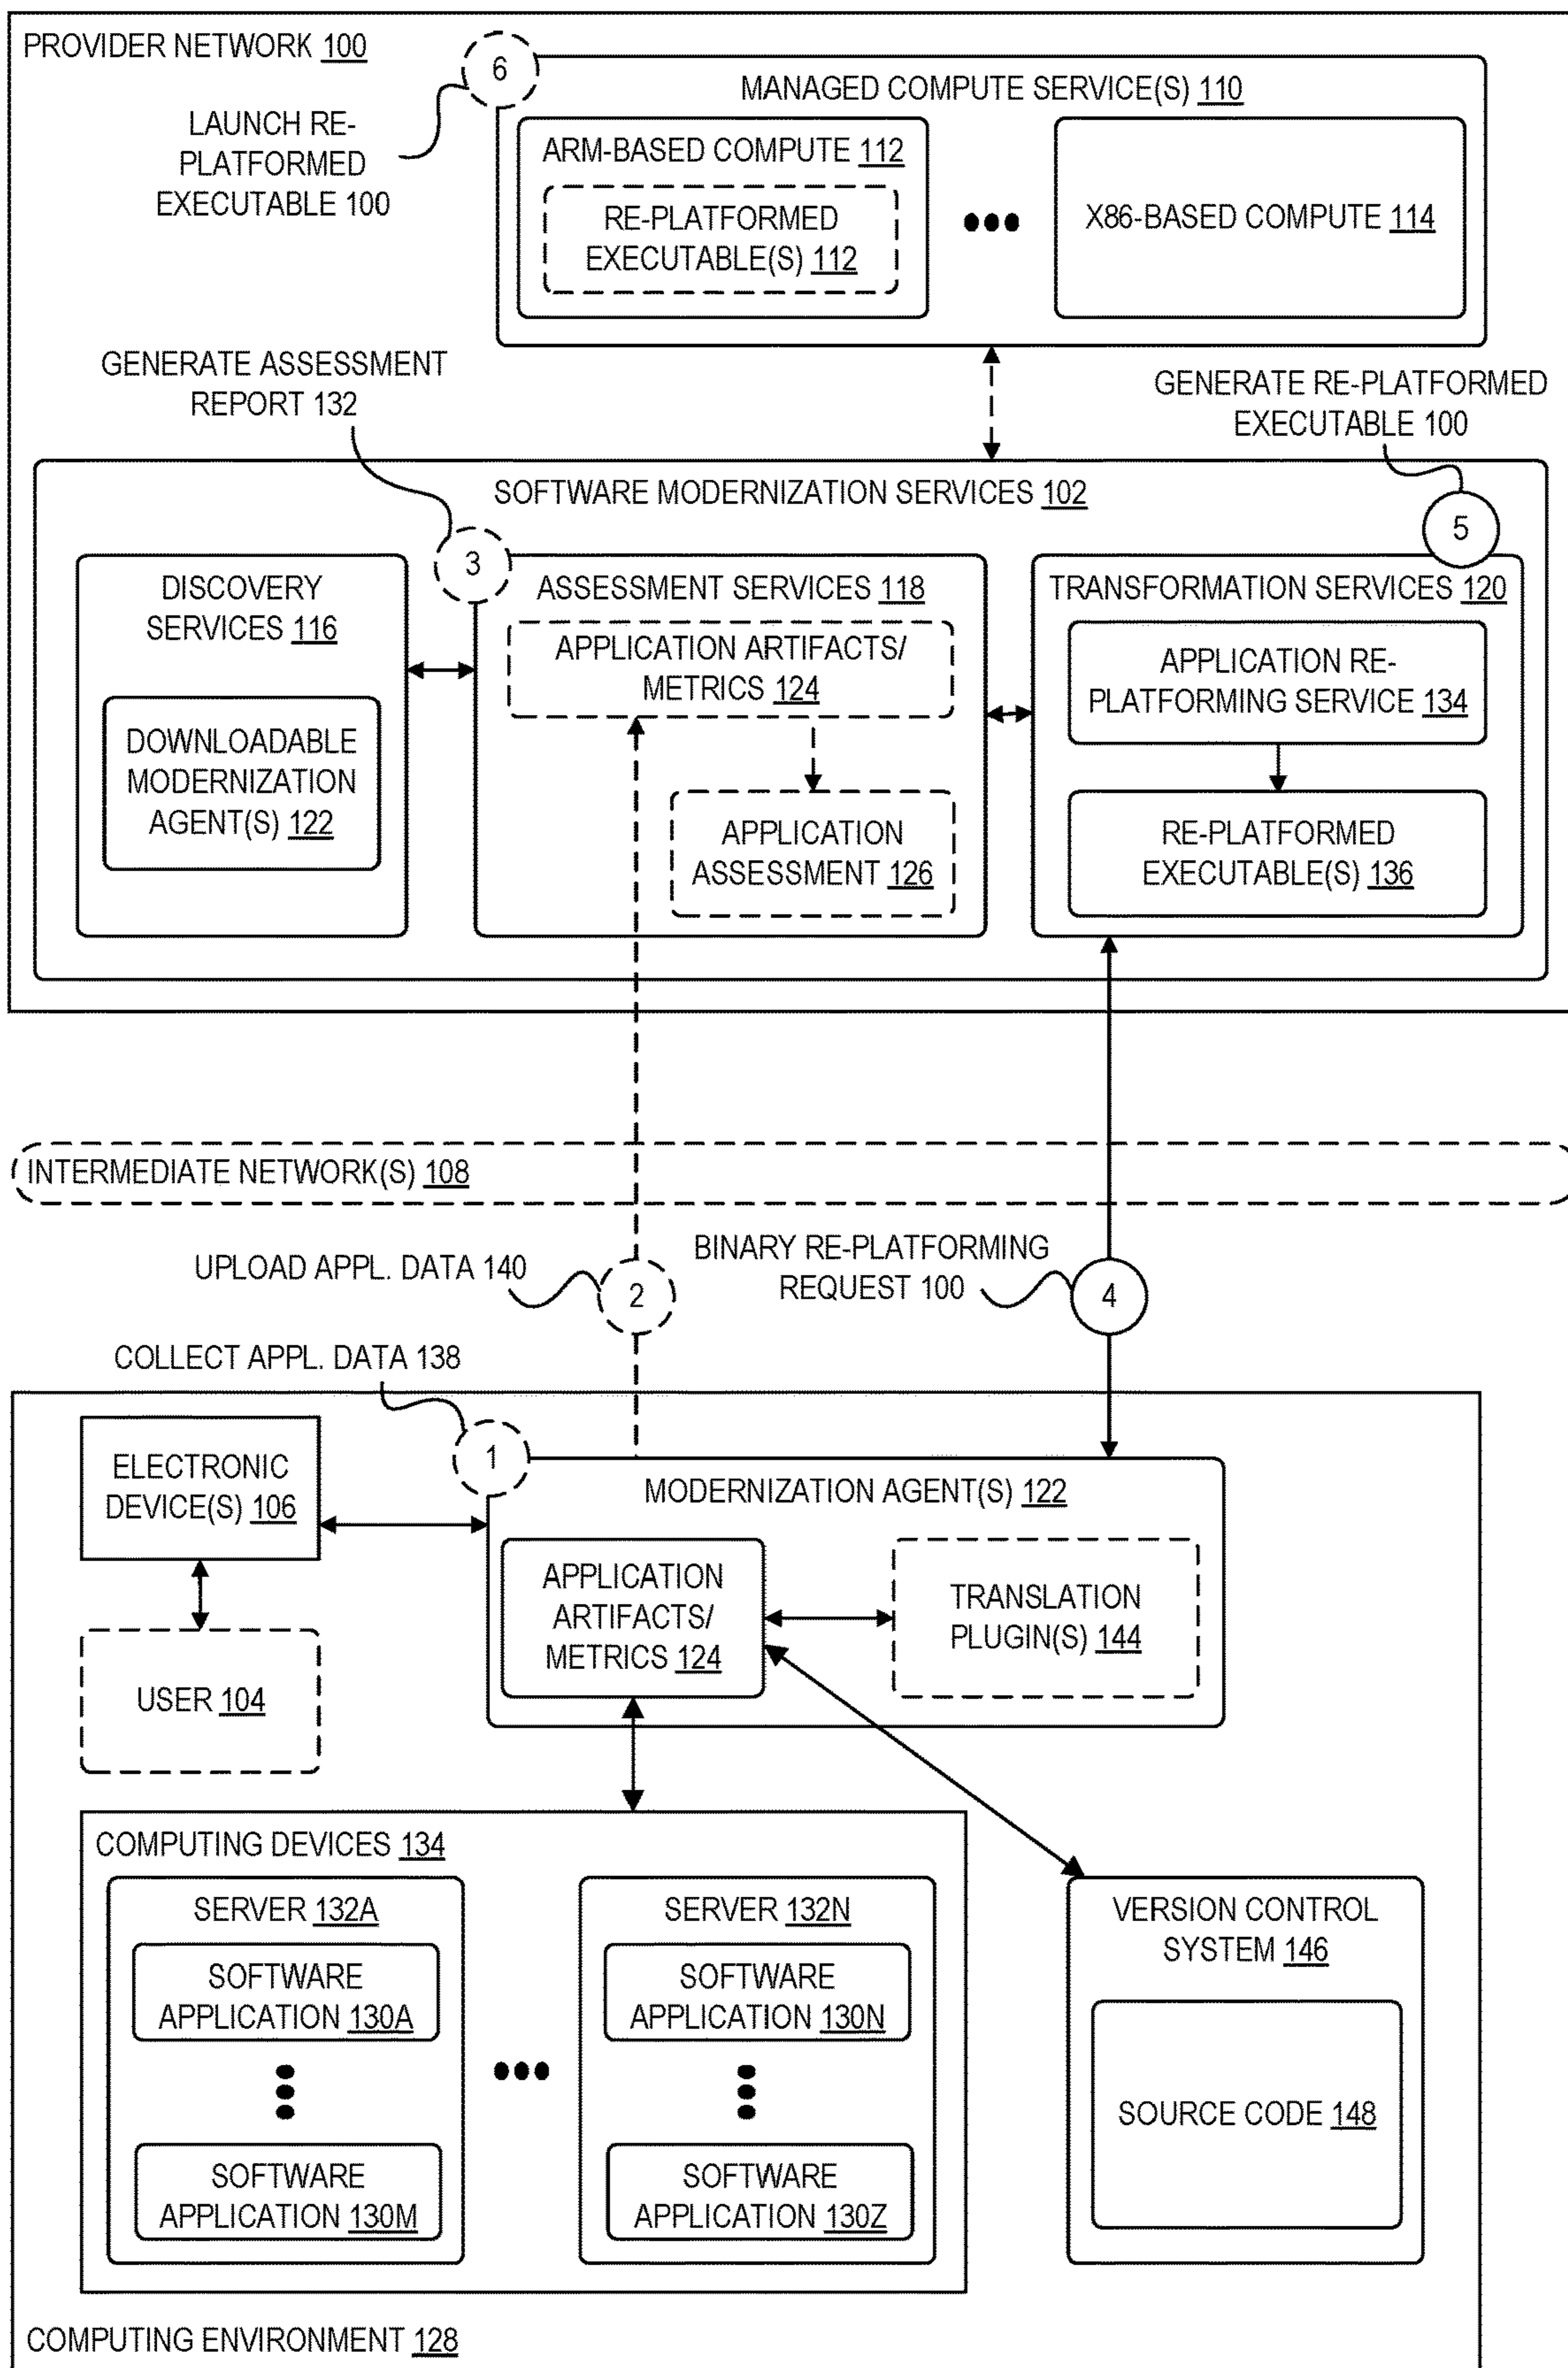 PROVIDER NETWORK 100
6
MANAGED COMPUTE SERVICE(S) 110
LAUNCH RE-
PLATFORMED
EXECUTABLE 100
ARM-BASED COMPUTE 112
RE-PLATFORMED
EXECUTABLE(S) 112
X86-BASED COMPUTE 114
GENERATE ASSESSMENT
REPORT 132
GENERATE RE-PLATFORMED
EXECUTABLE 100
SOFTWARE MODERNIZATION SERVICES 102
5
3
DISCOVERY
SERVICES 116
DOWNLOADABLE
MODERNIZATION
AGENT(S) 122
ASSESSMENT SERVICES 118
APPLICATION ARTIFACTS/
METRICS 124
APPLICATION
ASSESSMENT 126
TRANSFORMATION SERVICES 120
APPLICATION RE-
PLATFORMING SERVICE 134
RE-PLATFORMED
EXECUTABLE(S) 136
INTERMEDIATE NETWORK(S) 108
UPLOAD APPL. DATA 140
2
BINARY RE-PLATFORMING
REQUEST 100
4
COLLECT APPL. DATA 138
1
ELECTRONIC
DEVICE(S) 106
USER 104
MODERNIZATION AGENT(S) 122
APPLICATION
ARTIFACTS/
METRICS 124
TRANSLATION
PLUGIN(S) 144
COMPUTING DEVICES 134
SERVER 132A
SOFTWARE
APPLICATION 130A
SOFTWARE
APPLICATION 130M
SERVER 132N
SOFTWARE
APPLICATION 130N
SOFTWARE
APPLICATION 130Z
VERSION CONTROL
SYSTEM 146
SOURCE CODE 148
COMPUTING ENVIRONMENT 128